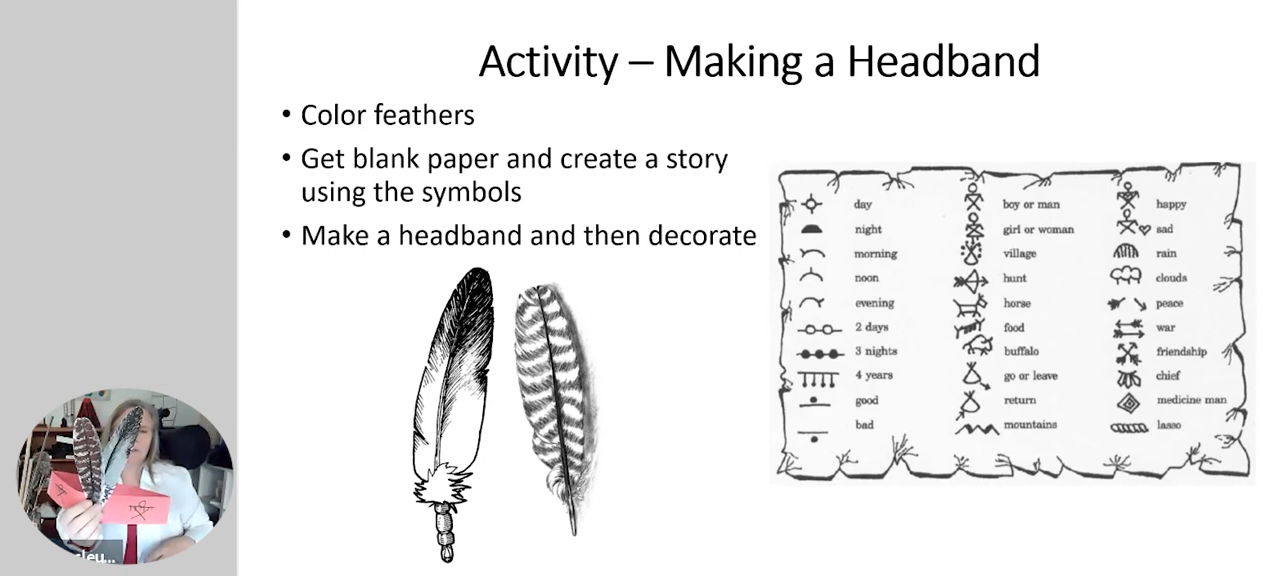 Activity – Making a Headband
• Color feathers
• Get blank paper and create a story
using the symbols
• Make a headband and then decorate
day
night
morning
noon
evening
2 days
3 nights
4 years
good
bad
boy or man
girl or woman
village
hunt
horse
food
buffalo
go or leave
return
mountains
happy
sad
rain
clouds
peace
war
friendship
chief
medicine man
lasso